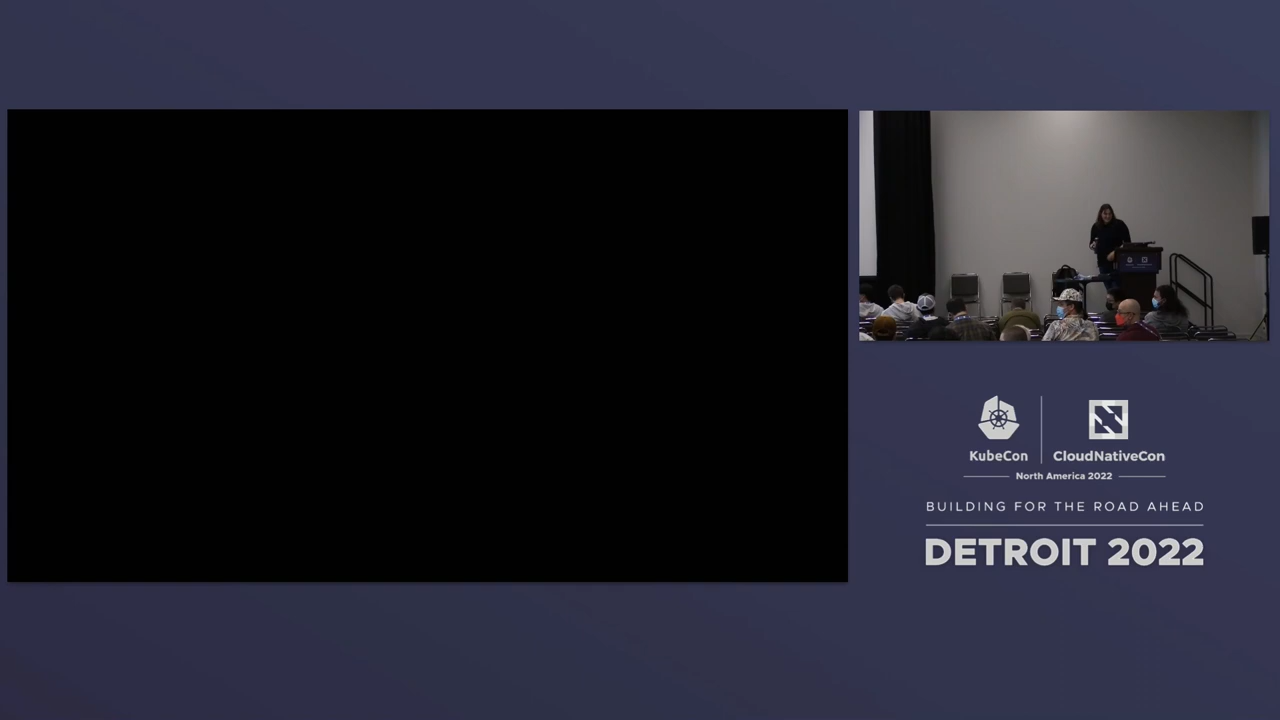 KubeCon
CloudNativeCon
North America 2022
BUILDING FOR THE ROAD AHEAD
DETROIT 2022